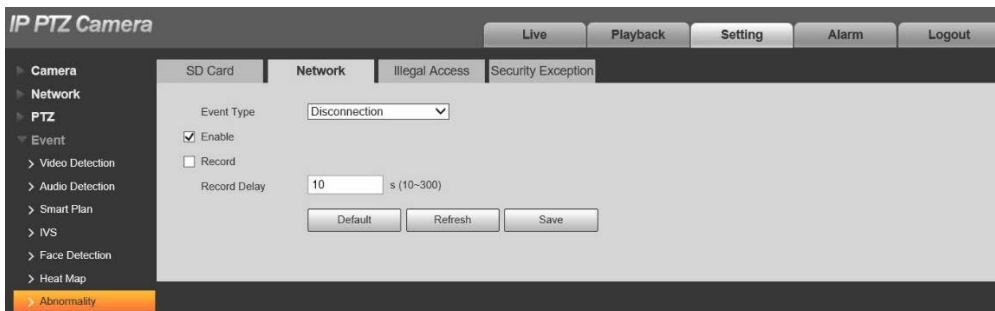 IP PTZ Camera
Live Playback Setting Alarm Logout
Camera
Network
PTZ
Event
Video Detection
Audio Detection
Smart Plan
IVS
Face Detection
Heat Map
Abnormality
SD Card Network Illegal Access Security Exception
Event Type Disconnection
Enable
Record
Record Delay 10 s (10~300)
Default Refresh Save